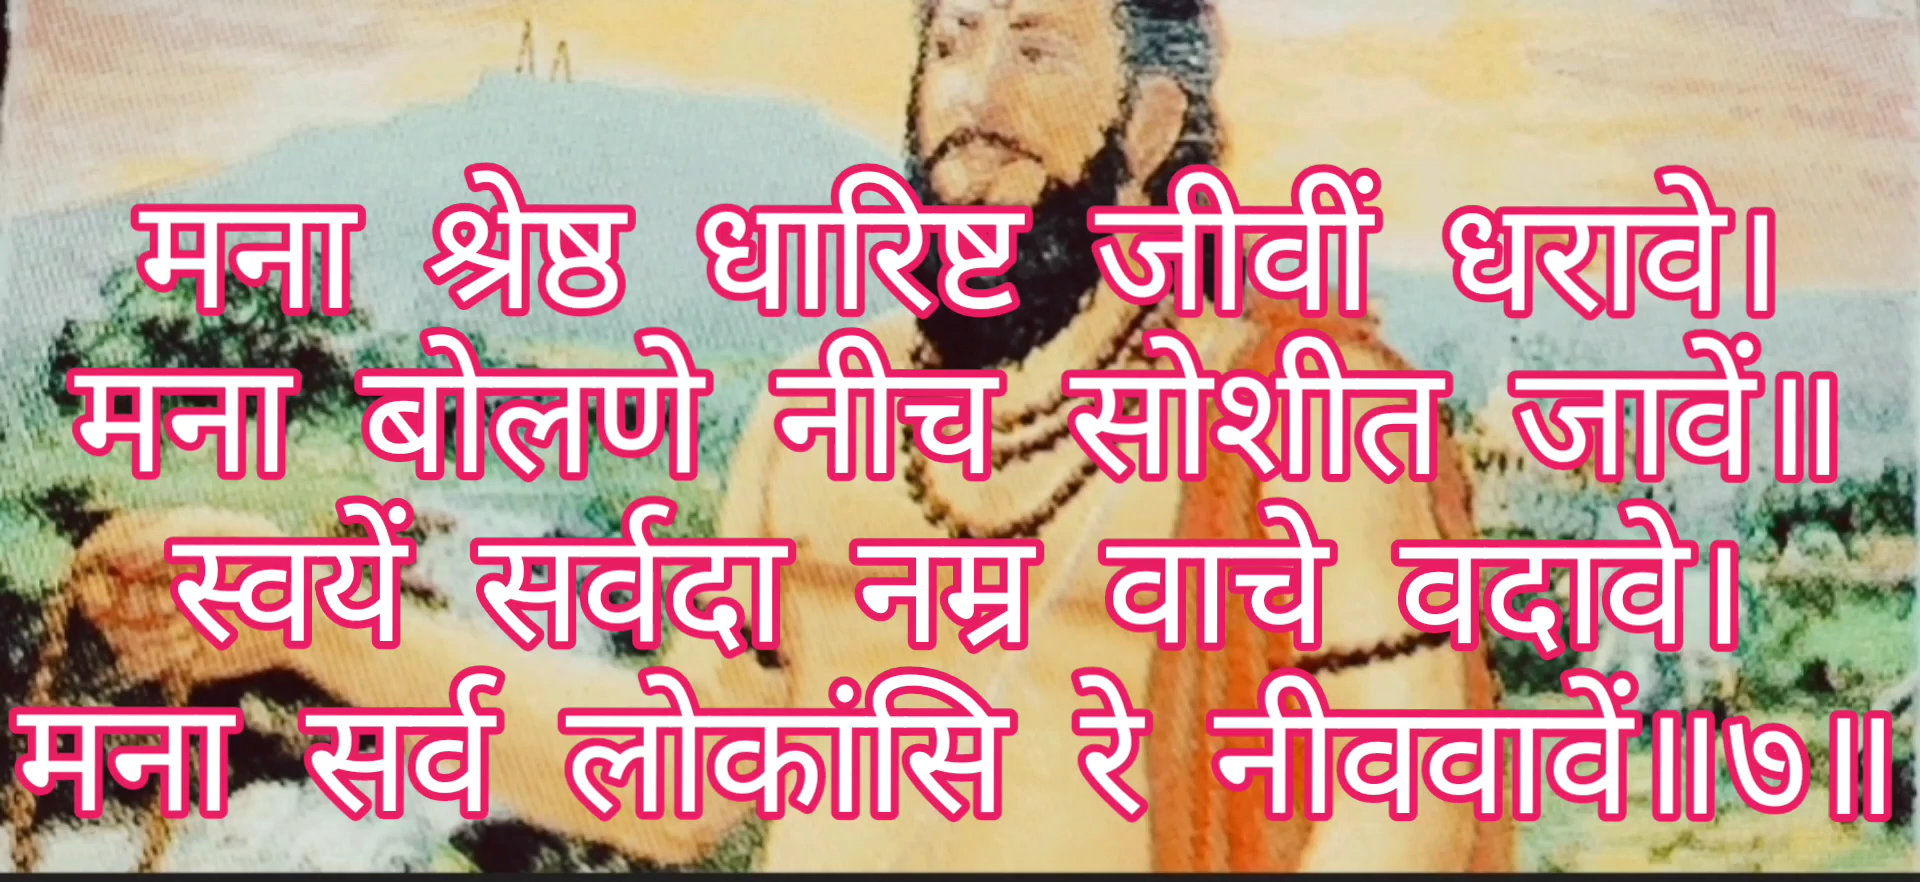 मना श्रेष्ठ धारिष्ट जीवीं धरावे।
मना बोलणे नीच सोशीत जावें॥
स्वयें सर्वदा नम्र वाचे वदावे।
मना सर्व लोकांसि रे नीववावें॥७॥